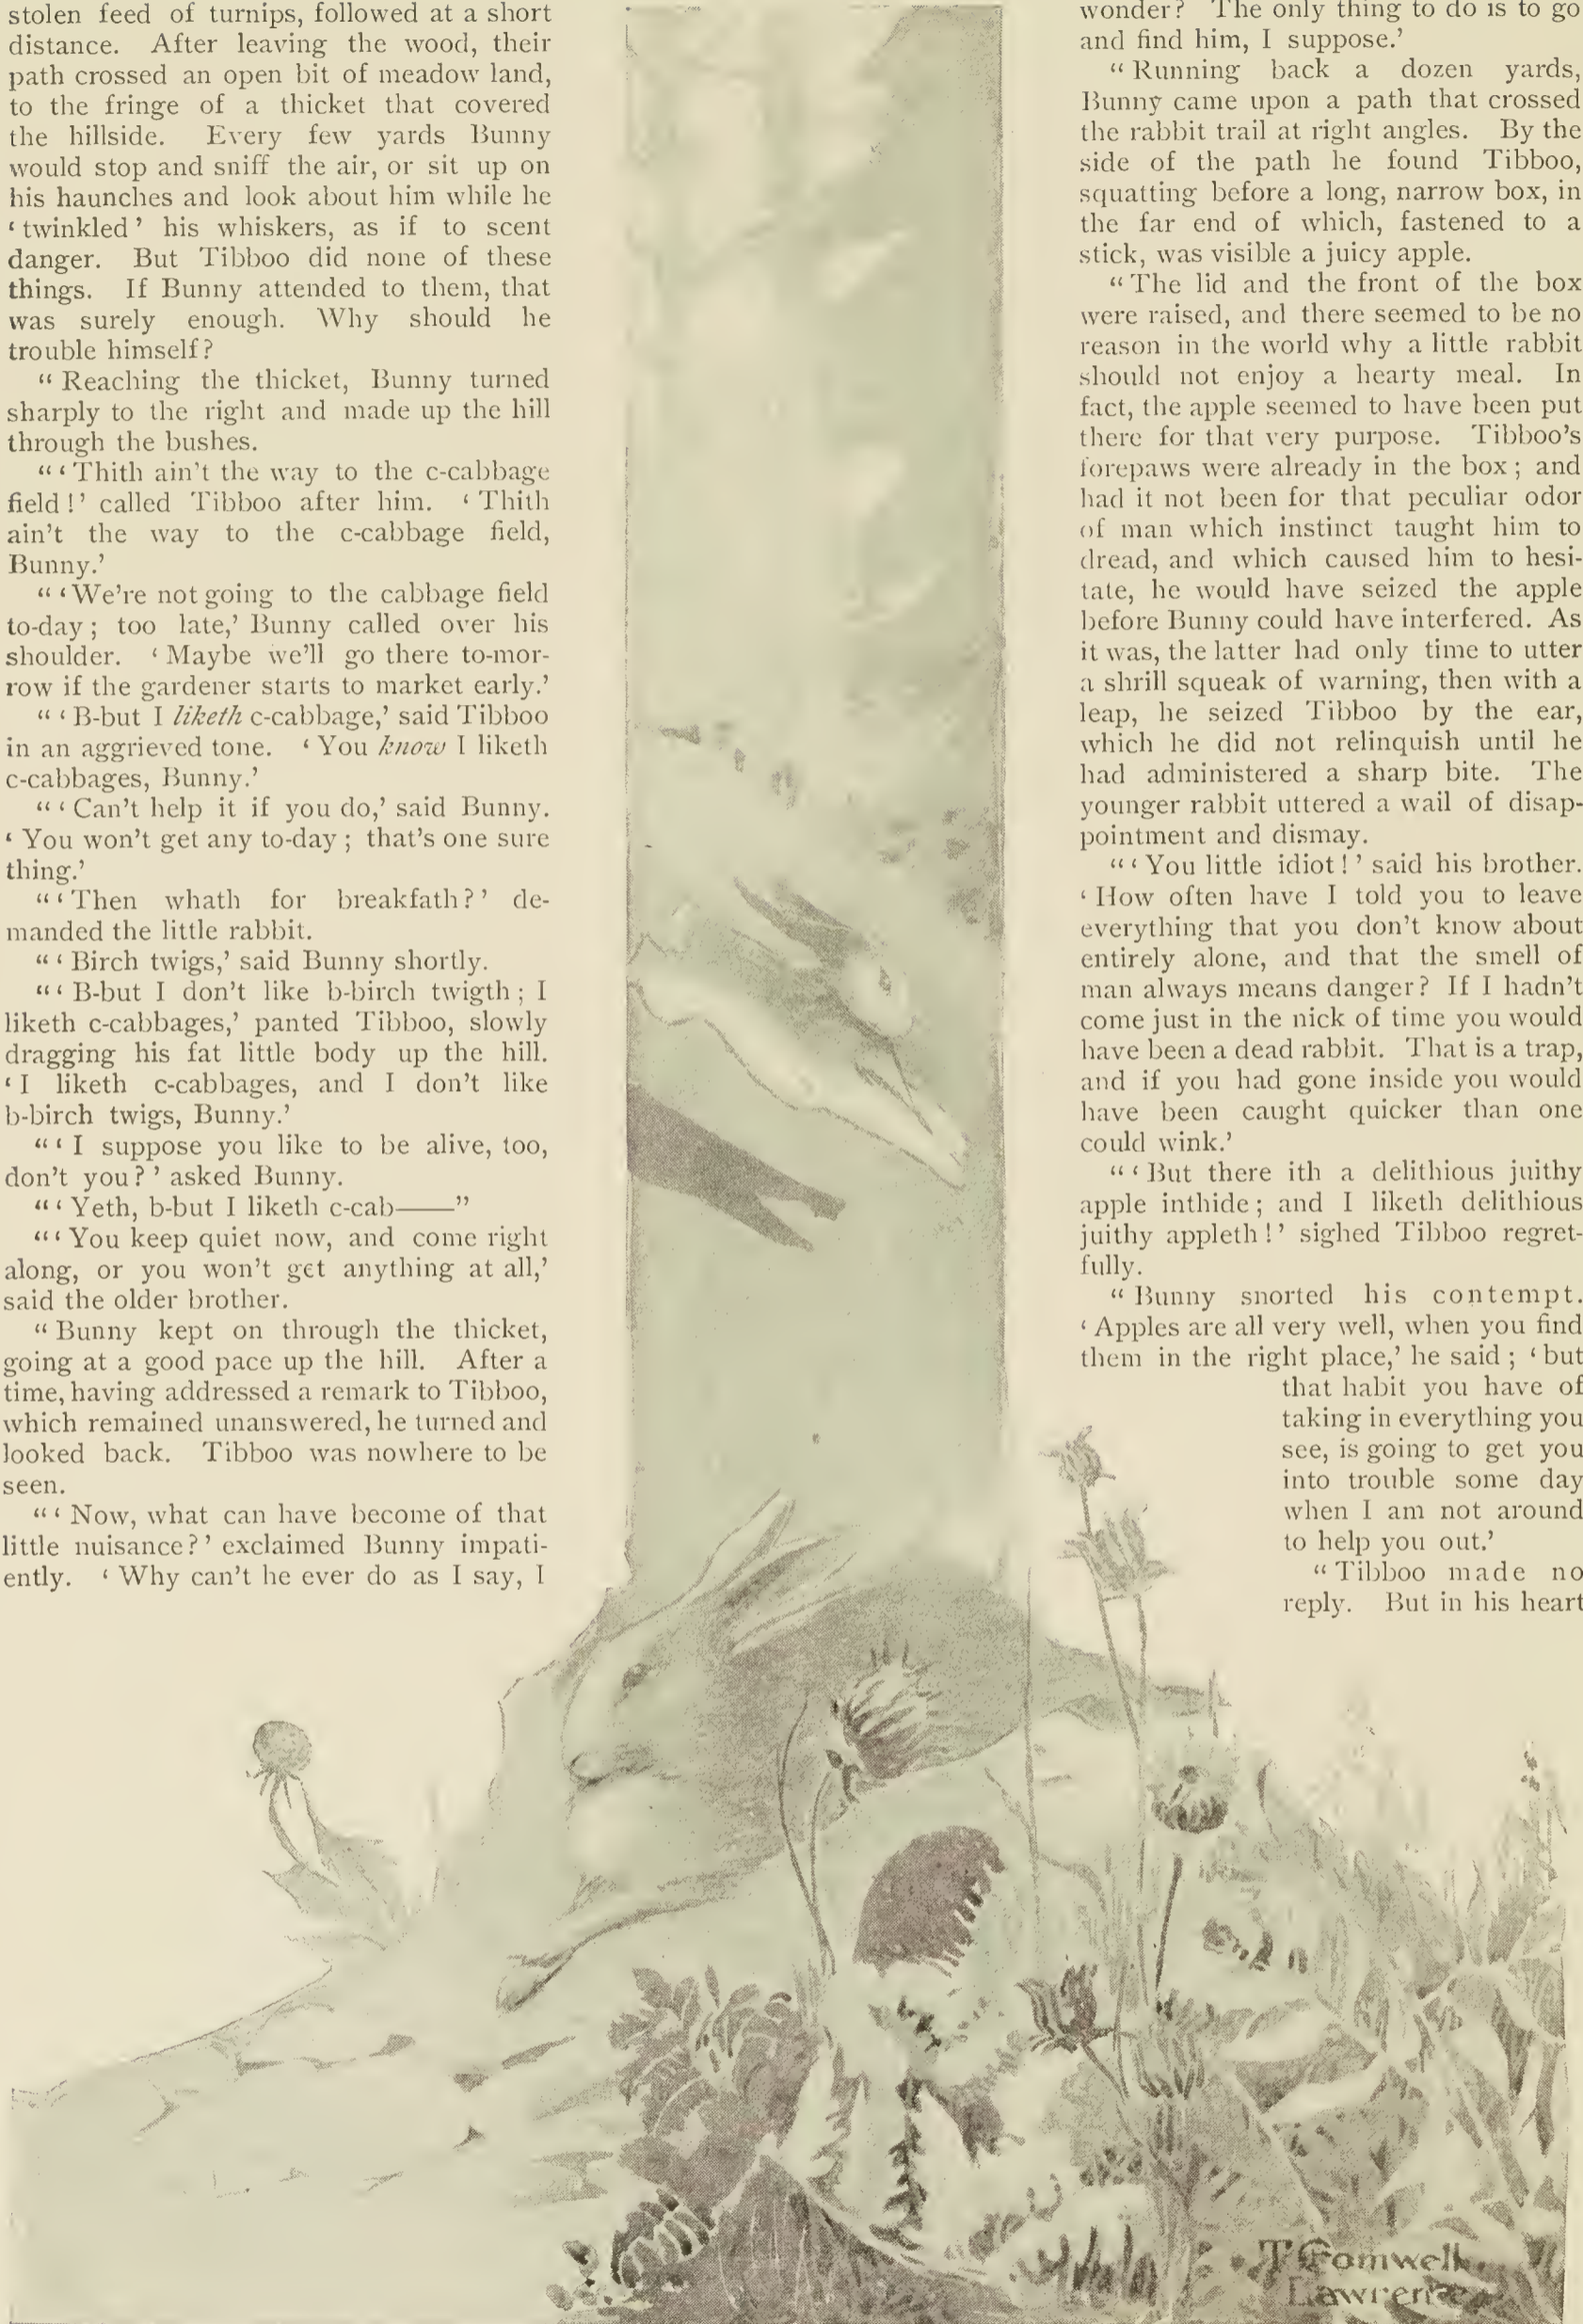 stolen feed of turnips, followed at a short
distance. After leaving the wood, their
path crossed an open bit of meadow land,
to the fringe of a thicket that covered
the hillside. Every few yards Bunny
would stop and sniff the air, or sit up on
his haunches and look about him while he
‘twinkled’ his whiskers, as if to scent
danger. But Tibboo did none of these
things. If Bunny attended to them, that
was surely enough. Why should he
trouble himself?
“Reaching the thicket, Bunny turned
sharply to the right and made up the hill
through the bushes.
“‘Thith ain't the way to the c-cabbage
field!’ called Tibboo after him. ‘Thith
ain't the way to the c-cabbage field,
Bunny.’
“‘We're not going to the cabbage field
to-day; too late,’ Bunny called over his
shoulder. ‘Maybe we'll go there to-mor-
row if the gardener starts to market early.’
“‘B-but I liketh c-cabbage,’ said Tibboo
in an aggrieved tone. ‘You know I liketh
c-cabbages, Bunny.’
“‘Can't help it if you do,’ said Bunny.
‘You won't get any to-day; that's one sure
thing.’
“‘Then whath for breakfath?’ de-
manded the little rabbit.
“‘Birch twigs,’ said Bunny shortly.
“‘B-but I don't like b-birch twigth; I
liketh c-cabbages,’ panted Tibboo, slowly
dragging his fat little body up the hill.
‘I liketh c-cabbages, and I don't like
b-birch twigs, Bunny.’
“‘I suppose you like to be alive, too,
don't you?’ asked Bunny.
“‘Yeth, b-but I liketh c-cab——”
“‘You keep quiet now, and come right
along, or you won't get anything at all,’
said the older brother.
“Bunny kept on through the thicket,
going at a good pace up the hill. After a
time, having addressed a remark to Tibboo,
which remained unanswered, he turned and
looked back. Tibboo was nowhere to be
seen.
“‘Now, what can have become of that
little nuisance?’ exclaimed Bunny impati-
ently. ‘Why can't he ever do as I say, I
wonder? The only thing to do is to go
and find him, I suppose.’
“Running back a dozen yards,
Bunny came upon a path that crossed
the rabbit trail at right angles. By the
side of the path he found Tibboo,
squatting before a long, narrow box, in
the far end of which, fastened to a
stick, was visible a juicy apple.
“The lid and the front of the box
were raised, and there seemed to be no
reason in the world why a little rabbit
should not enjoy a hearty meal. In
fact, the apple seemed to have been put
there for that very purpose. Tibboo's
forepaws were already in the box; and
had it not been for that peculiar odor
of man which instinct taught him to
dread, and which caused him to hesi-
tate, he would have seized the apple
before Bunny could have interfered. As
it was, the latter had only time to utter
a shrill squeak of warning, then with a
leap, he seized Tibboo by the ear,
which he did not relinquish until he
had administered a sharp bite. The
younger rabbit uttered a wail of disap-
pointment and dismay.
“‘You little idiot!’ said his brother.
‘How often have I told you to leave
everything that you don't know about
entirely alone, and that the smell of
man always means danger? If I hadn't
come just in the nick of time you would
have been a dead rabbit. That is a trap,
and if you had gone inside you would
have been caught quicker than one
could wink.’
“‘But there ith a delithious juithy
apple inthide; and I liketh delithious
juithy appleth!’ sighed Tibboo regret-
fully.
“Bunny snorted his contempt.
‘Apples are all very well, when you find
them in the right place,’ he said; ‘but
that habit you have of
taking in everything you
see, is going to get you
into trouble some day
when I am not around
to help you out.’
“Tibboo made no
reply. But in his heart
T Cromwell
Lawrence